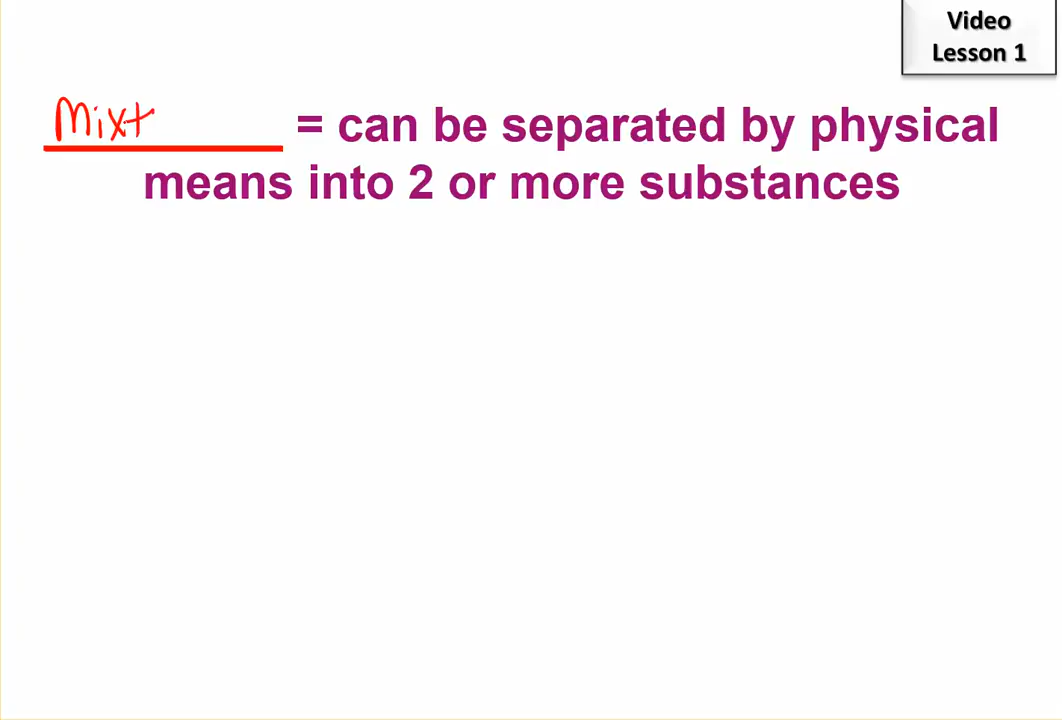 Video
Lesson 1
Mixt = can be separated by physical
means into 2 or more substances